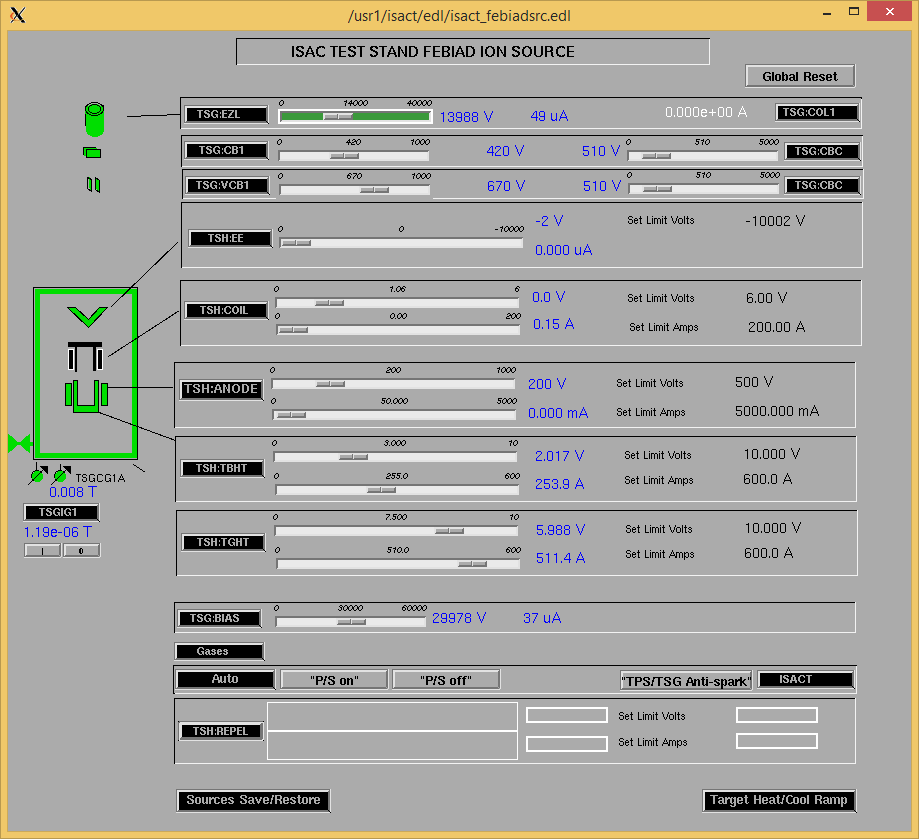 /usr1/isact/edl/isact_febiadsrc.edl
ISAC TEST STAND FEBIAD ION SOURCE
Global Reset
TSG:EZL 0 14000 40000 13988 V 49 uA 0.000e+00 A TSG:COL1
TSG:CB1 0 420 1000 420 V 510 V 0 510 5000 TSG:CBC
TSG:VCB1 0 670 1000 670 V 510 V 0 510 5000 TSG:CBC
TSH:EE 0 0 -10000 -2 V Set Limit Volts -10002 V
0.000 uA
TSH:COIL 0 1.06 6 0.0 V Set Limit Volts 6.00 V
0 0.00 200 0.15 A Set Limit Amps 200.00 A
TSH:ANODE 0 200 1000 200 V Set Limit Volts 500 V
0 50.000 5000 0.000 mA Set Limit Amps 5000.000 mA
TSH:TBHT 0 3.000 10 2.017 V Set Limit Volts 10.000 V
0 255.0 600 253.9 A Set Limit Amps 600.0 A
TSGCG1A
0.008 T
TSGIG1
1.19e-06 T
I 0
TSH:TGHT 0 7.500 10 5.988 V Set Limit Volts 10.000 V
0 510.0 600 511.4 A Set Limit Amps 600.0 A
TSG:BIAS 0 30000 60000 29978 V 37 uA
Gases
Auto "P/S on" "P/S off" "TPS/TSG Anti-spark" ISACT
TSH:REPEL Set Limit Volts
Set Limit Amps
Sources Save/Restore Target Heat/Cool Ramp